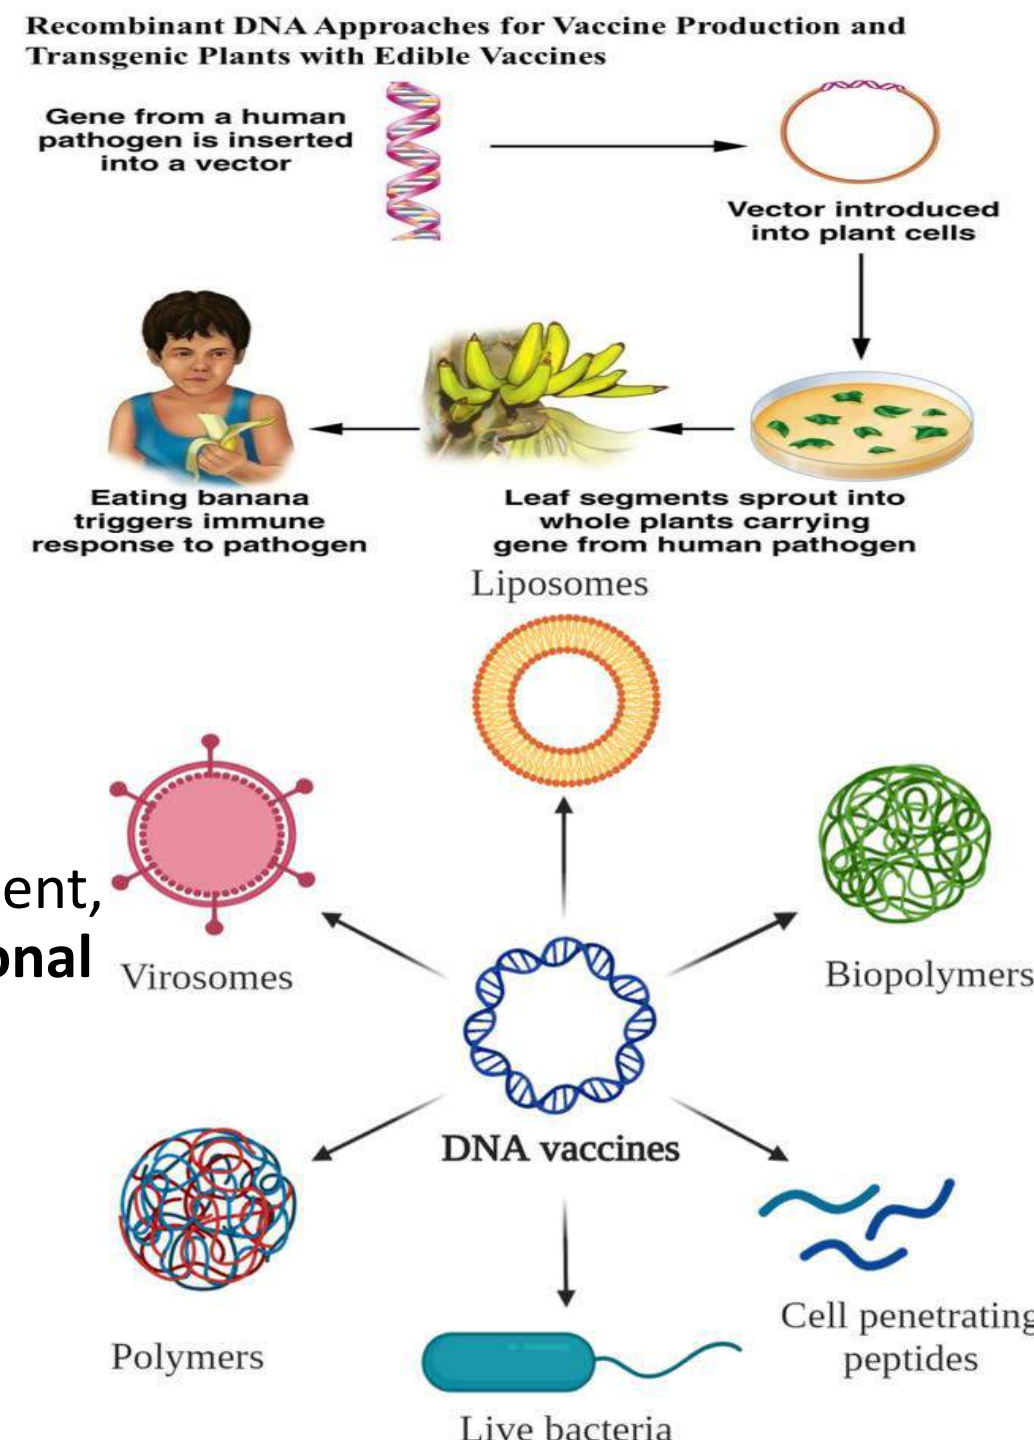 Recombinant DNA Approaches for Vaccine Production and
Transgenic Plants with Edible Vaccines
Gene from a human
pathogen is inserted
into a vector
Vector introduced
into plant cells
Eating banana
triggers immune
response to pathogen
Leaf segments sprout into
whole plants carrying
gene from human pathogen
Liposomes
ent,
onal
Virosomes
Biopolymers
DNA vaccines
Polymers
Cell penetrating
peptides
Live bacteria